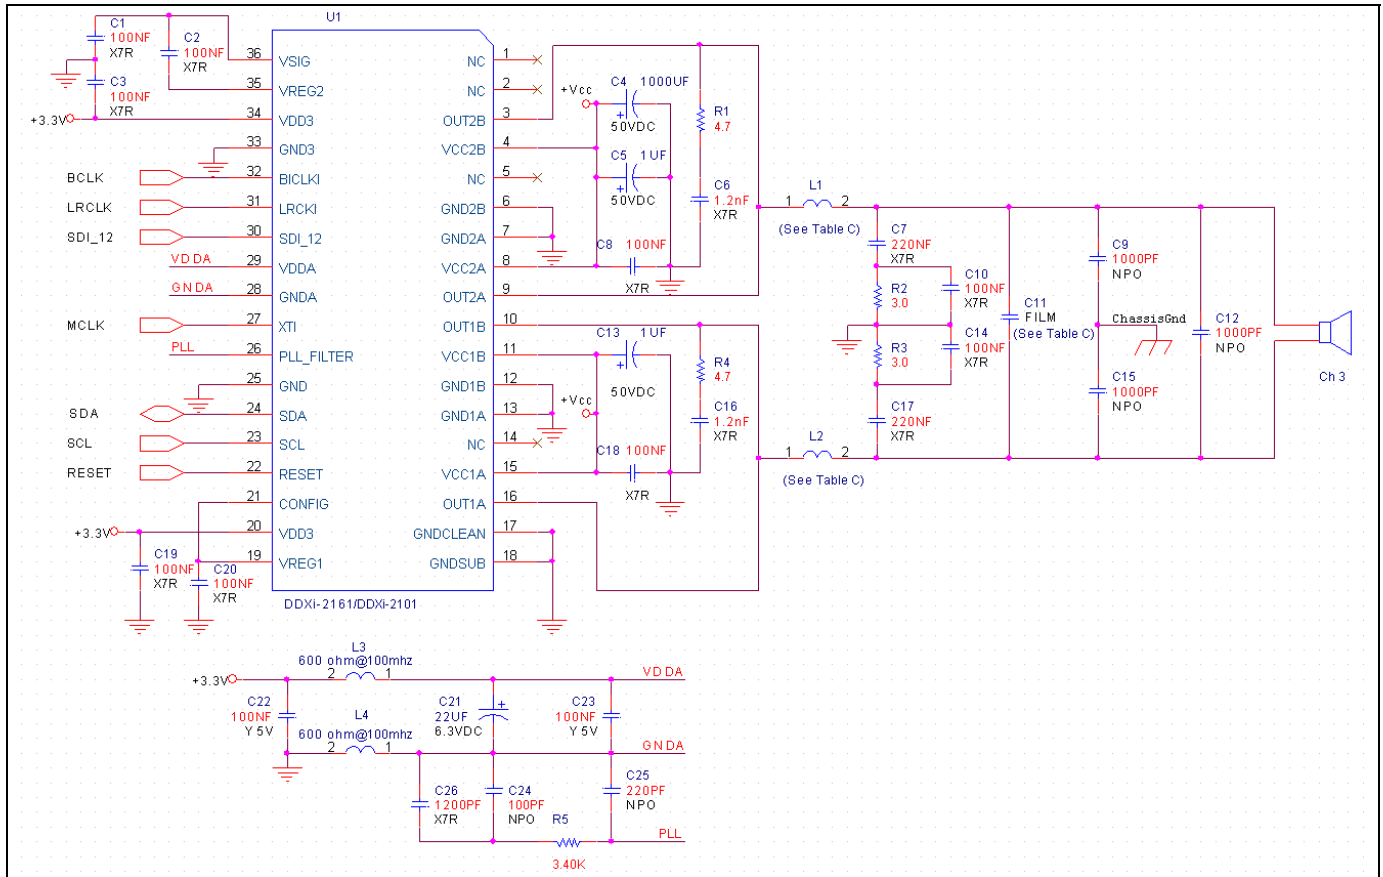 U1
C1
100NF
X7R
C2
100NF
X7R
C3
100NF
X7R
+3.3V
BCLK
LRCLK
SDI_12
VDDA
GNDA
MCLK
PLL
SDA
SCL
RESET
+3.3V
C19
100NF
X7R
C20
100NF
X7R
36 VSIG
35 VREG2
34 VDD3
33 GND3
32 BICLKI
31 LRCKI
30 SDI_12
29 VDDA
28 GNDA
27 XTI
26 PLL_FILTER
25 GND
24 SDA
23 SCL
22 RESET
21 CONFIG
20 VDD3
19 VREG1
NC 1
NC 2
OUT2B 3
VCC2B 4
NC 5
GND2B 6
GND2A 7
VCC2A 8
OUT2A 9
OUT1B 10
VCC1B 11
GND1B 12
GND1A 13
NC 14
VCC1A 15
OUT1A 16
GNDCLEAN 17
GNDSUB 18
DDXi-2161/DDXi-2101
+Vcc
C4 1000UF
+
50VDC
C5 1UF
+
50VDC
C8 100NF
X7R
R1
4.7
C6
1.2nF
X7R
C13 1UF
+
50VDC
+Vcc
C18 100NF
X7R
R4
4.7
C16
1.2nF
X7R
L1
1 2
(See Table C)
L2
1 2
(See Table C)
C7
220NF
X7R
R2
3.0
R3
3.0
C17
220NF
X7R
C10
100NF
X7R
C14
100NF
X7R
C11
FILM
(See Table C)
C9
1000PF
NPO
ChassisGnd
C15
1000PF
NPO
C12
1000PF
NPO
Ch 3
L3
600 ohm@100mhz
2 1
+3.3V
VDDA
C22
100NF
Y5V
L4
600 ohm@100mhz
2 1
C21
22UF
6.3VDC
+
C23
100NF
Y5V
GNDA
C26
1200PF
X7R
C24
100PF
NPO
C25
220PF
NPO
R5
3.40K
PLL